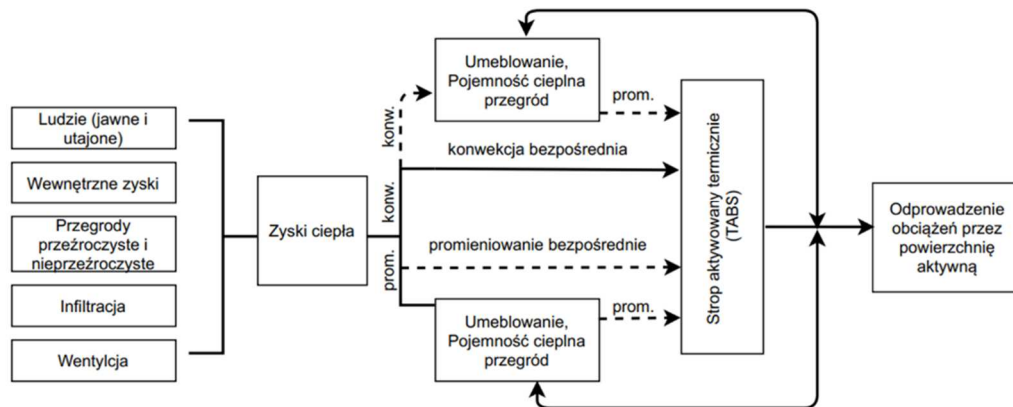 Ludzie (jawne i
utajone)
Wewnętrzne zyski
Przegrody
przeźroczyste i
nieprzeźroczyste
Infiltracja
Wentylcja
Zyski ciepła
konw.
konw.
prom.
Umeblowanie,
Pojemność cieplna
przegród
prom.
konwekcja bezpośrednia
promieniowanie bezpośrednie
Umeblowanie,
Pojemność cieplna
przegród
prom.
Strop aktywowany termicznie
(TABS)
Odprowadzenie
obciążeń przez
powierzchnię
aktywną